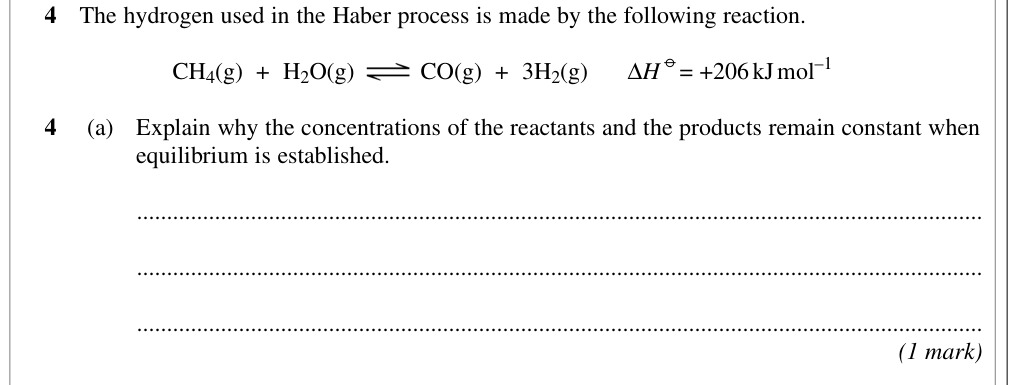 4 The hydrogen used in the Haber process is made by the following reaction.
CH₄(g) + H₂O(g) ⇌ CO(g) + 3H₂(g) ΔH⦵ = +206 kJ mol⁻¹
4 (a) Explain why the concentrations of the reactants and the products remain constant when
equilibrium is established.
....................................................................................................
....................................................................................................
....................................................................................................
(1 mark)